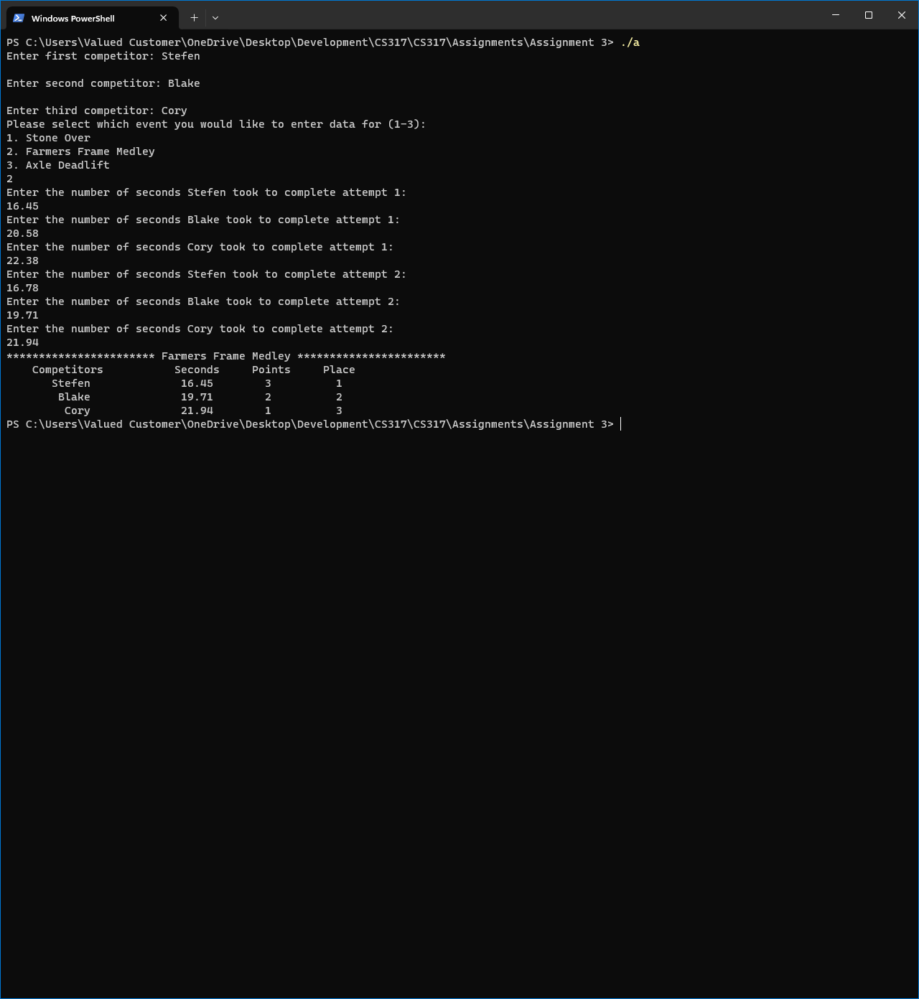 Windows PowerShell
PS C:\Users\Valued Customer\OneDrive\Desktop\Development\CS317\CS317\Assignments\Assignment 3> ./a
Enter first competitor: Stefen
Enter second competitor: Blake
Enter third competitor: Cory
Please select which event you would like to enter data for (1-3):
1. Stone Over
2. Farmers Frame Medley
3. Axle Deadlift
2
Enter the number of seconds Stefen took to complete attempt 1:
16.45
Enter the number of seconds Blake took to complete attempt 1:
20.58
Enter the number of seconds Cory took to complete attempt 1:
22.38
Enter the number of seconds Stefen took to complete attempt 2:
16.78
Enter the number of seconds Blake took to complete attempt 2:
19.71
Enter the number of seconds Cory took to complete attempt 2:
21.94
*********************** Farmers Frame Medley ***********************
Competitors Seconds Points Place
Stefen 16.45 3 1
Blake 19.71 2 2
Cory 21.94 1 3
PS C:\Users\Valued Customer\OneDrive\Desktop\Development\CS317\CS317\Assignments\Assignment 3>